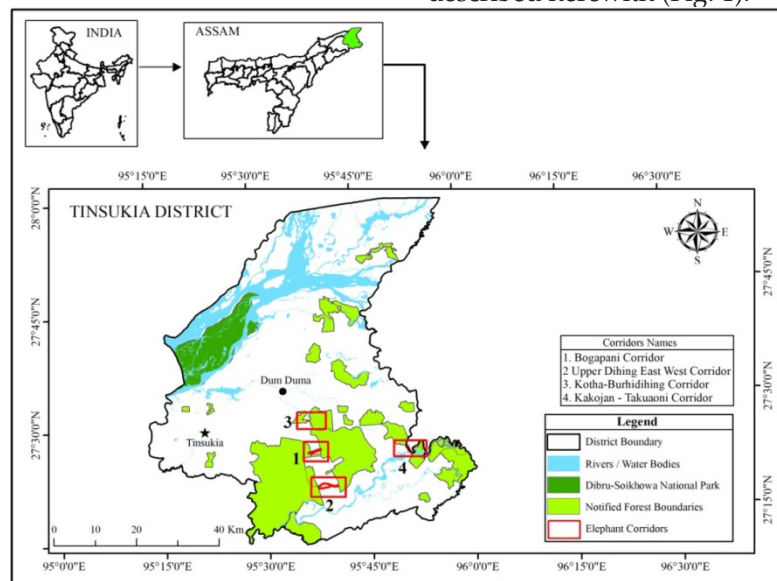 described herewith (Fig. 1).
INDIA
ASSAM
95°15'0"E 95°30'0"E 95°45'0"E 96°0'0"E 96°15'0"E 96°30'0"E
TINSUKIA DISTRICT
N
W E
S
28°0'0"N
27°45'0"N
27°30'0"N
27°45'0"N
27°30'0"N
27°15'0"N
Dum Duma
Tinsukia
3
1
2
4
Corridors Names
1. Bogapani Corridor
2 Upper Dihing East West Corridor
3. Kotha-Burhidihing Corridor
4. Kakojan - Takuaoni Corridor
Legend
District Boundary
Rivers / Water Bodies
Dibru-Soikhowa National Park
Notified Forest Boundaries
Elephant Corridors
0 10 20 40 Km
95°0'0"E 95°15'0"E 95°30'0"E 95°45'0"E 96°0'0"E 96°15'0"E 96°30'0"E